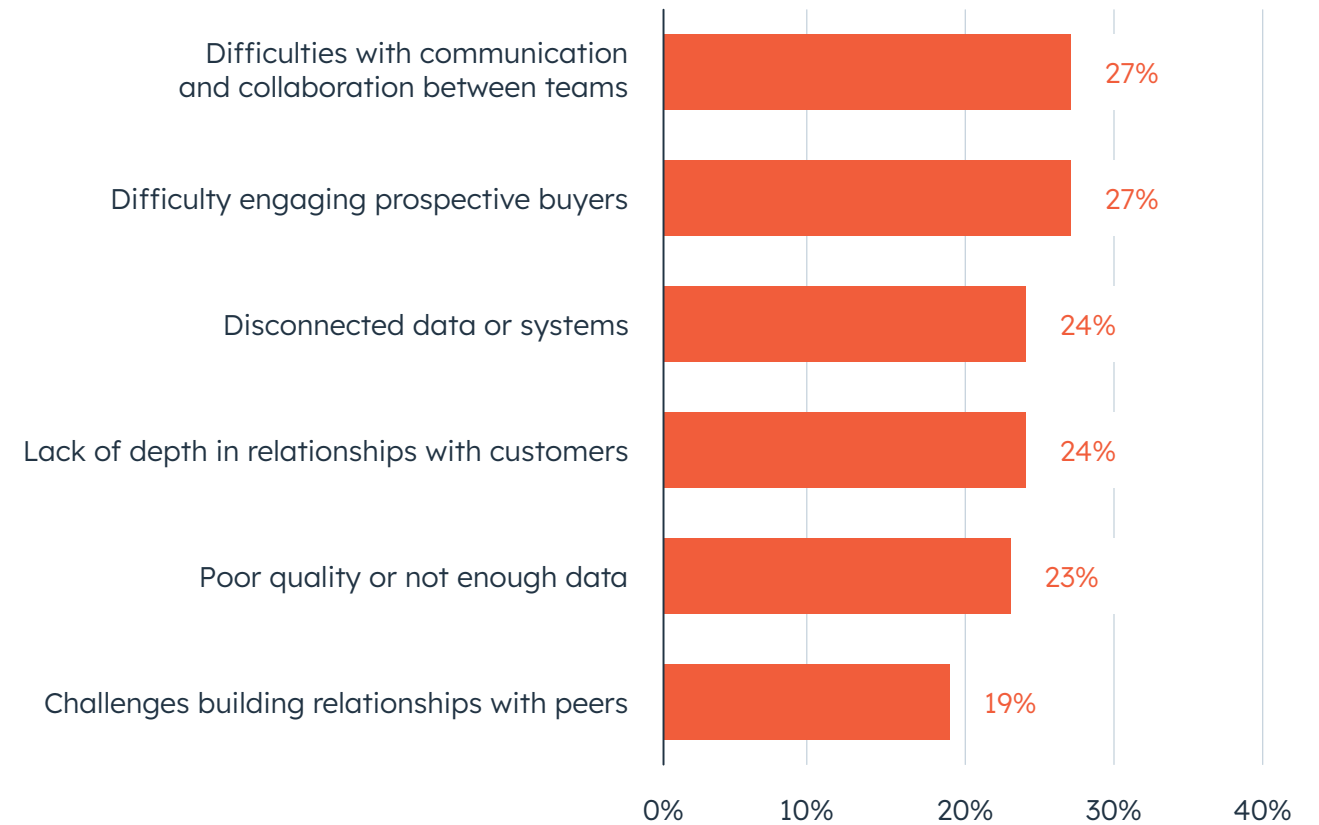 Difficulties with communication
and collaboration between teams
27%
Difficulty engaging prospective buyers
27%
Disconnected data or systems
24%
Lack of depth in relationships with customers
24%
Poor quality or not enough data
23%
Challenges building relationships with peers
19%
0% 10% 20% 30% 40%